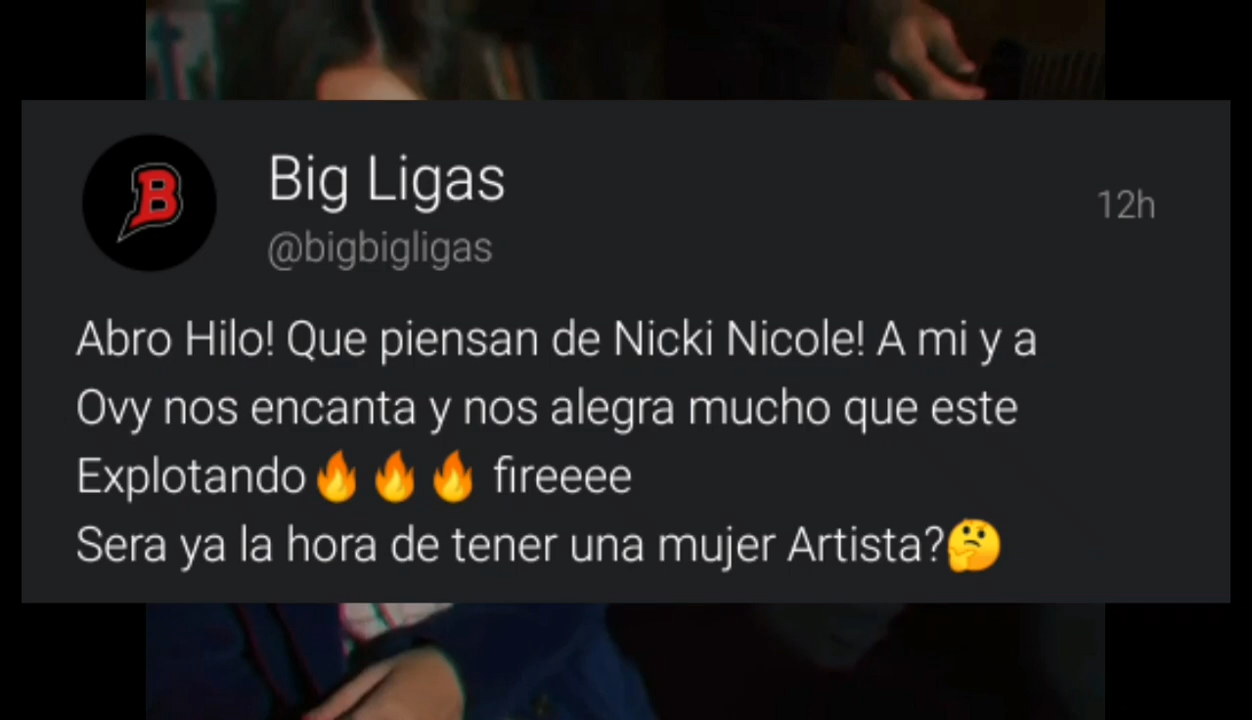 B
Big Ligas
12h
@bigbigligas
Abro Hilo! Que piensan de Nicki Nicole! A mi y a
Ovy nos encanta y nos alegra mucho que este
Explotando🔥🔥🔥 fireeee
Sera ya la hora de tener una mujer Artista?🤔